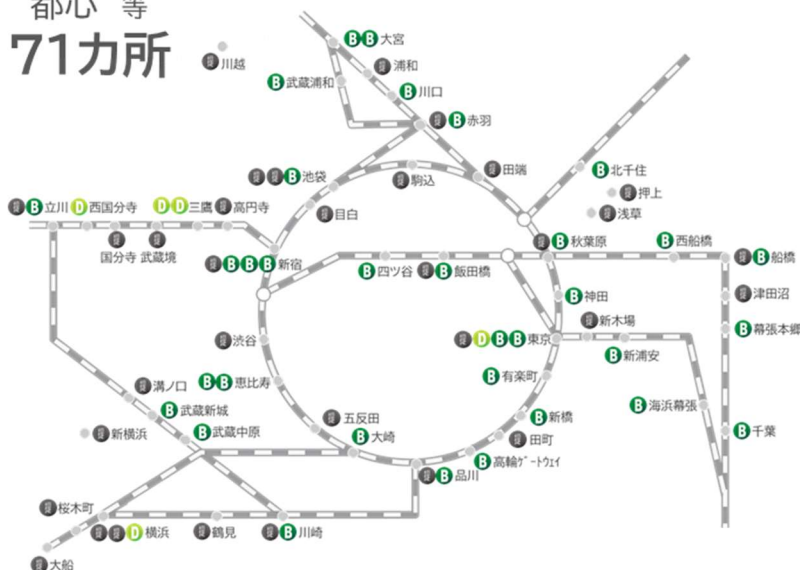 都心 等
71カ所
B B 大宮
川越
浦和
B 武蔵浦和
B 川口
B 赤羽
B 池袋
駒込
田端
目白
B 北千住
押上
浅草
B 立川
D 西国分寺
D D 三鷹
高円寺
国分寺
武蔵境
B B B 新宿
B 四ツ谷
B 飯田橋
B 秋葉原
B 西船橋
B 船橋
津田沼
B 神田
新木場
B 幕張本郷
渋谷
D B B 東京
B 新浦安
B 有楽町
溝ノ口
B B 恵比寿
B 武蔵新城
B 海浜幕張
五反田
B 新橋
新横浜
B 武蔵中原
B 大崎
田町
B 千葉
B 高輪ゲートウェイ
B 品川
桜木町
D 横浜
鶴見
B 川崎
大船